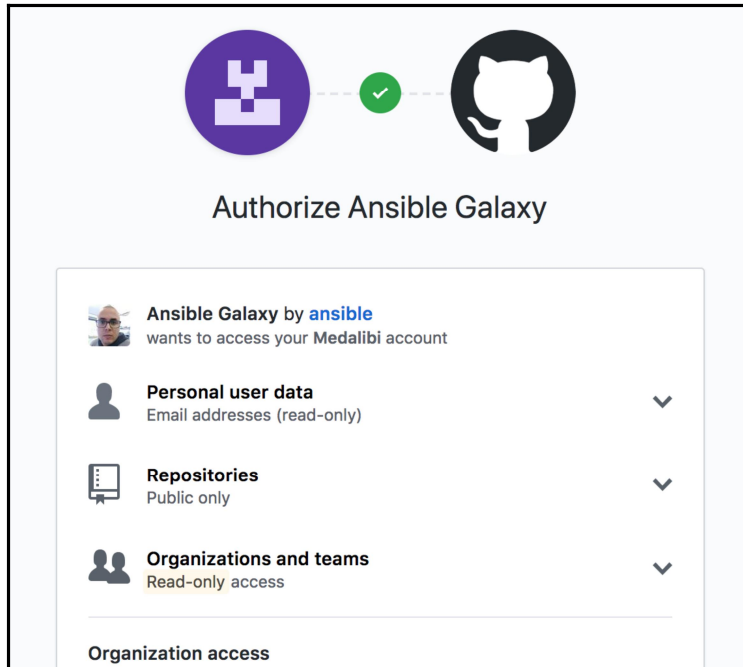 Authorize Ansible Galaxy
Ansible Galaxy by ansible
wants to access your Medalibi account
Personal user data
Email addresses (read-only)
Repositories
Public only
Organizations and teams
Read-only access
Organization access